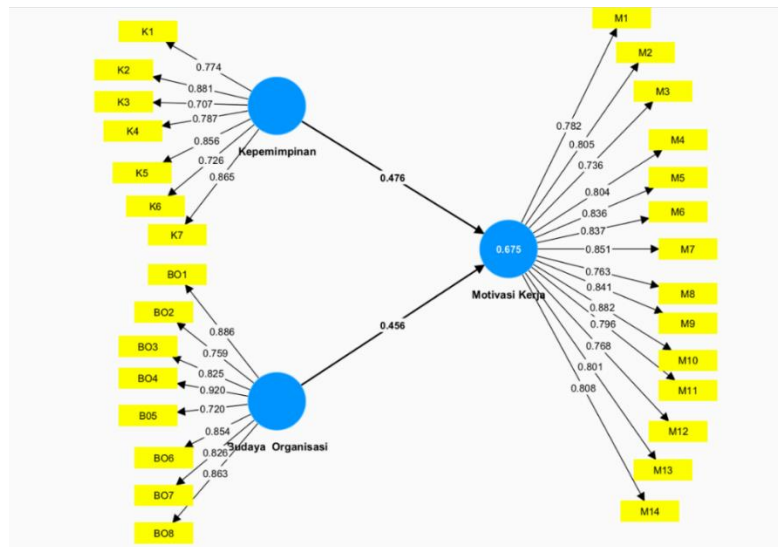 K1
K2
K3
K4
K5
K6
K7
0.774
0.881
0.707
0.787
0.856
0.726
0.865
Kepemimpinan
BO1
BO2
BO3
BO4
B05
BO6
BO7
BO8
0.886
0.759
0.825
0.920
0.720
0.854
0.826
0.863
Budaya Organisasi
0.476
0.456
0.675
Motivasi Kerja
0.782
0.805
0.736
0.804
0.836
0.837
0.851
0.763
0.841
0.882
0.796
0.768
0.801
0.808
M1
M2
M3
M4
M5
M6
M7
M8
M9
M10
M11
M12
M13
M14